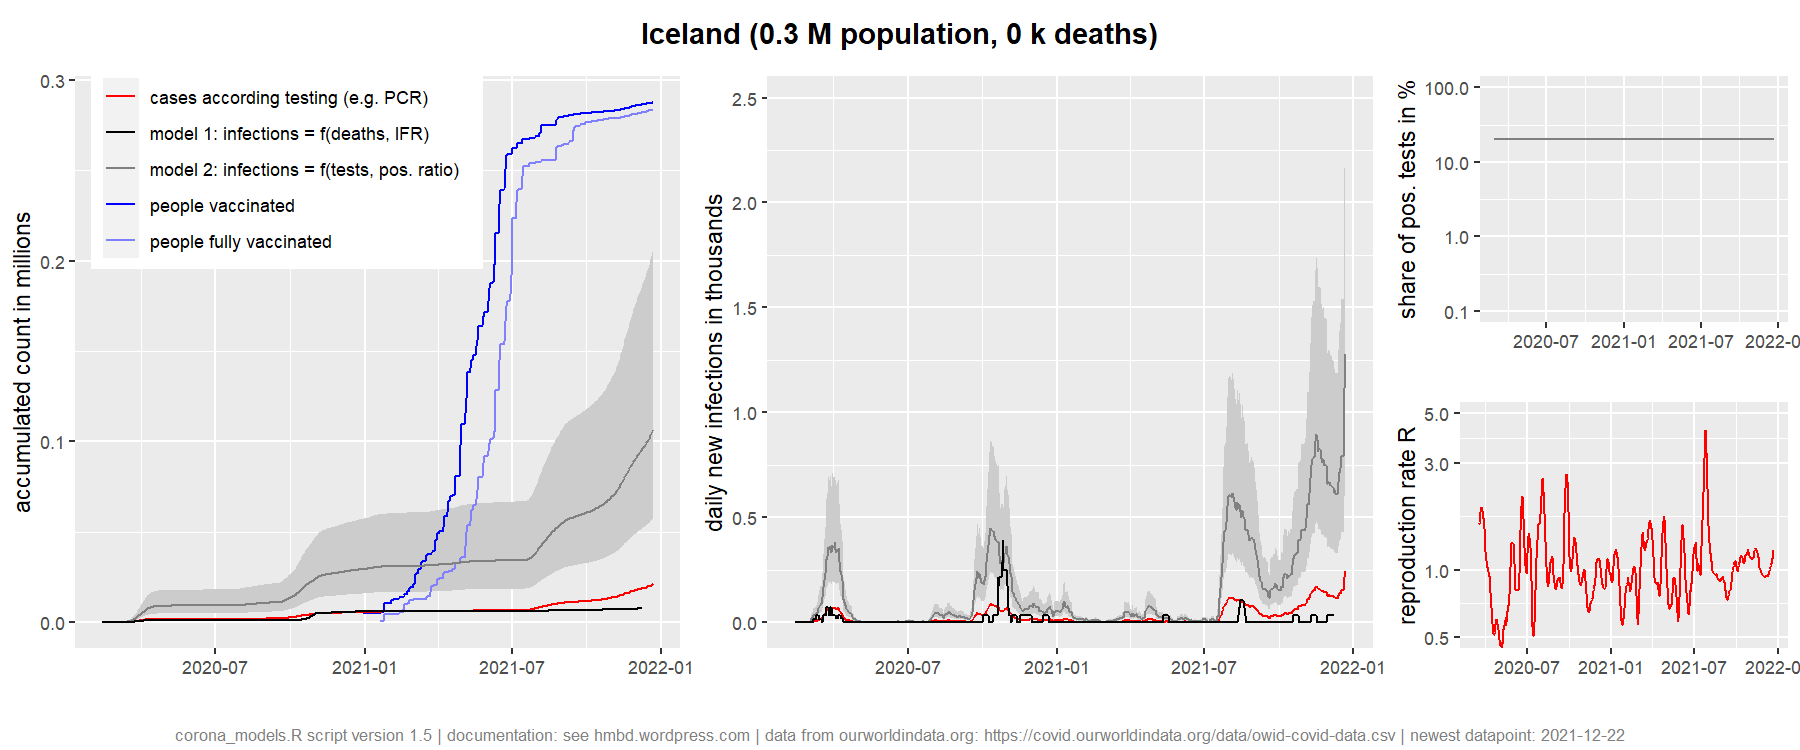 Iceland (0.3 M population, 0 k deaths)
accumulated count in millions
0.3
0.2
0.1
0.0
cases according testing (e.g. PCR)
model 1: infections = f(deaths, IFR)
model 2: infections = f(tests, pos. ratio)
people vaccinated
people fully vaccinated
2020-07 2021-01 2021-07 2022-01
daily new infections in thousands
2.5
2.0
1.5
1.0
0.5
0.0
2020-07 2021-01 2021-07 2022-01
share of pos. tests in %
100.0
10.0
1.0
0.1
2020-07 2021-01 2021-07 2022-0
reproduction rate R
5.0
3.0
1.0
0.5
2020-07 2021-01 2021-07 2022-0
corona_models.R script version 1.5 | documentation: see hmbd.wordpress.com | data from ourworldindata.org: https://covid.ourworldindata.org/data/owid-covid-data.csv | newest datapoint: 2021-12-22